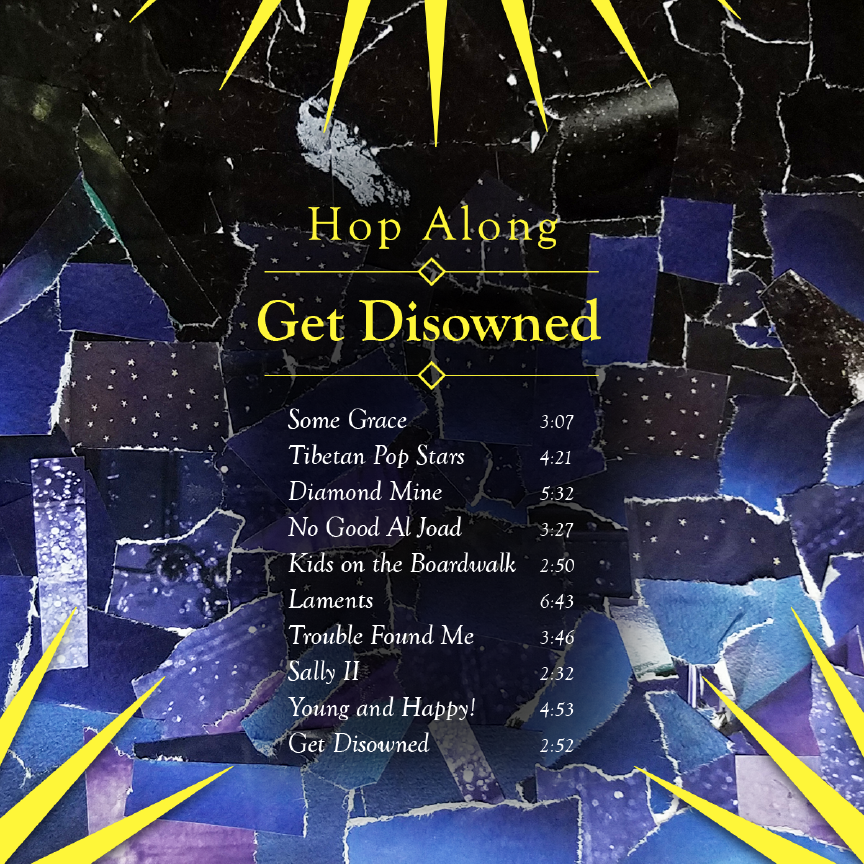 Hop Along
Get Disowned
Some Grace 3:07
Tibetan Pop Stars 4:21
Diamond Mine 5:32
No Good Al Joad 3:27
Kids on the Boardwalk 2:50
Laments 6:43
Trouble Found Me 3:46
Sally II 2:32
Young and Happy! 4:53
Get Disowned 2:52